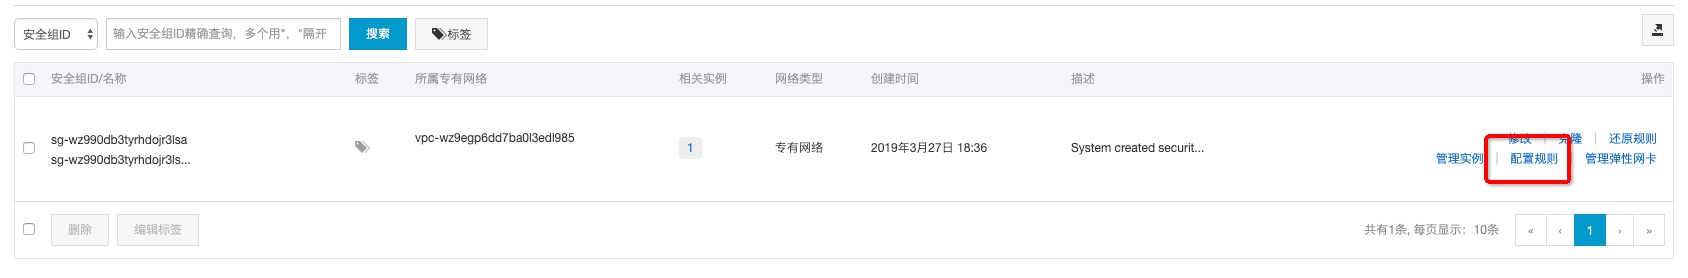 安全组ID 输入安全组ID精确查询，多个用"，"隔开 搜索 标签
安全组ID/名称 标签 所属专有网络 相关实例 网络类型 创建时间 描述 操作
sg-wz990db3tyrhdojr3lsa
sg-wz990db3tyrhdojr3ls...
vpc-wz9egp6dd7ba0l3edl985
1
专有网络
2019年3月27日 18:36
System created securit...
修改 | 克隆 | 还原规则
管理实例 | 配置规则 | 管理弹性网卡
删除 编辑标签 共有1条, 每页显示：10条 « ‹ 1 › »